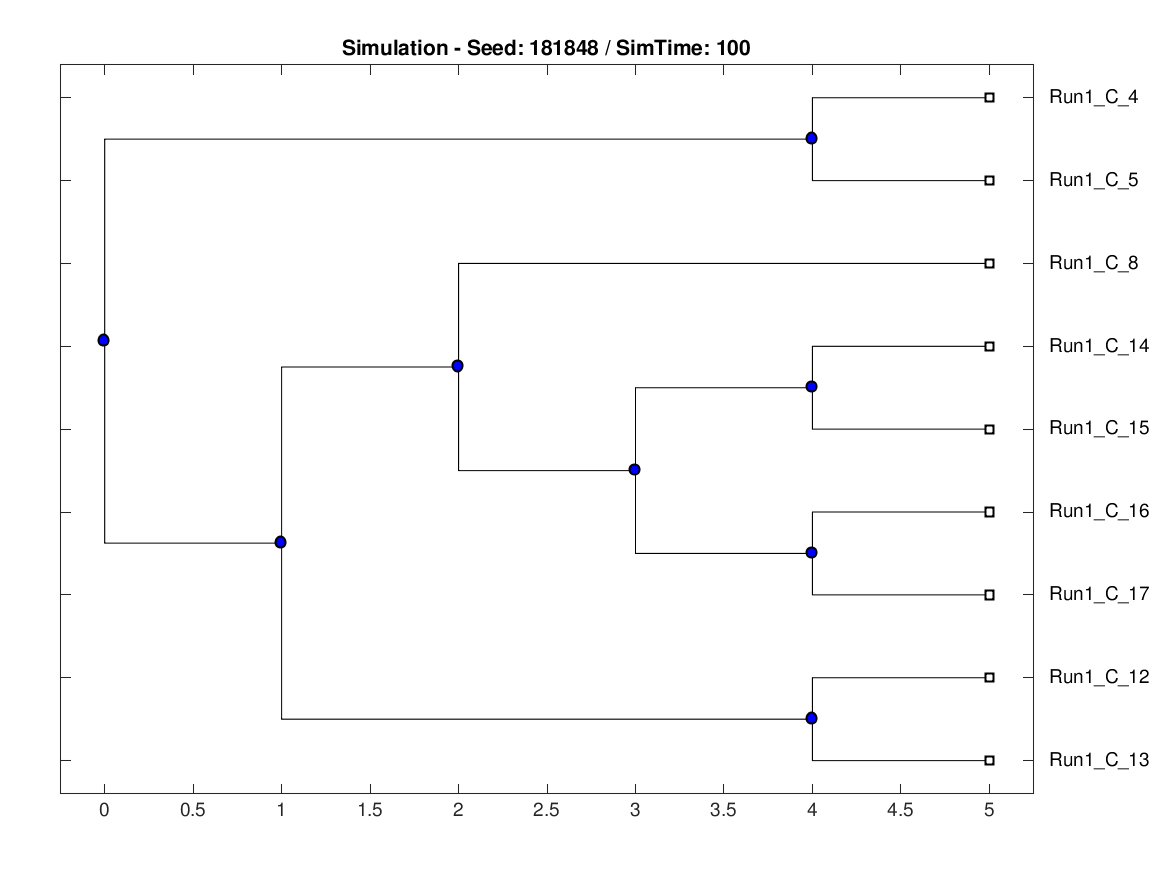 Simulation - Seed: 181848 / SimTime: 100
Run1_C_4
Run1_C_5
Run1_C_8
Run1_C_14
Run1_C_15
Run1_C_16
Run1_C_17
Run1_C_12
Run1_C_13
0 0.5 1 1.5 2 2.5 3 3.5 4 4.5 5